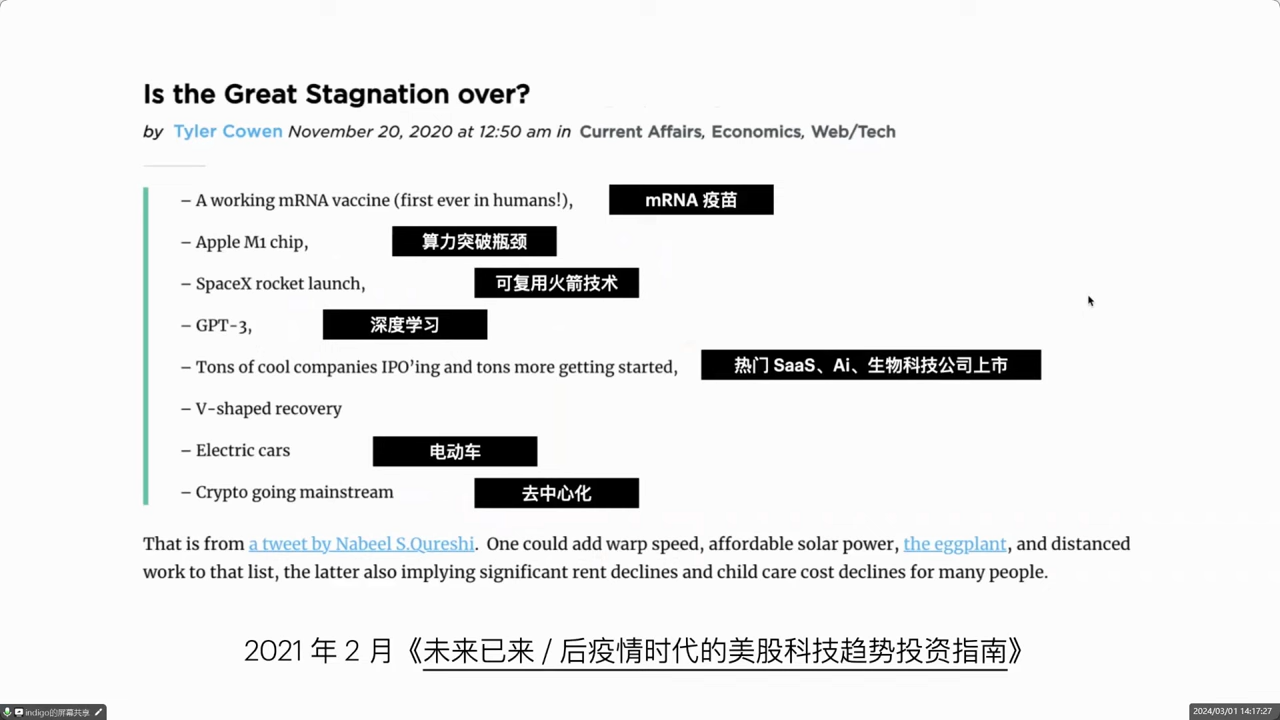 Is the Great Stagnation over?
by Tyler Cowen November 20, 2020 at 12:50 am in Current Affairs, Economics, Web/Tech
– A working mRNA vaccine (first ever in humans!), mRNA 疫苗
– Apple M1 chip, 算力突破瓶颈
– SpaceX rocket launch, 可复用火箭技术
– GPT-3, 深度学习
– Tons of cool companies IPO’ing and tons more getting started, 热门 SaaS、Ai、生物科技公司上市
– V-shaped recovery
– Electric cars 电动车
– Crypto going mainstream 去中心化
That is from a tweet by Nabeel S.Qureshi. One could add warp speed, affordable solar power, the eggplant, and distanced
work to that list, the latter also implying significant rent declines and child care cost declines for many people.
2021 年 2 月《未来已来 / 后疫情时代的美股科技趋势投资指南》
indigo的屏幕共享
2024/03/01 14:17:27